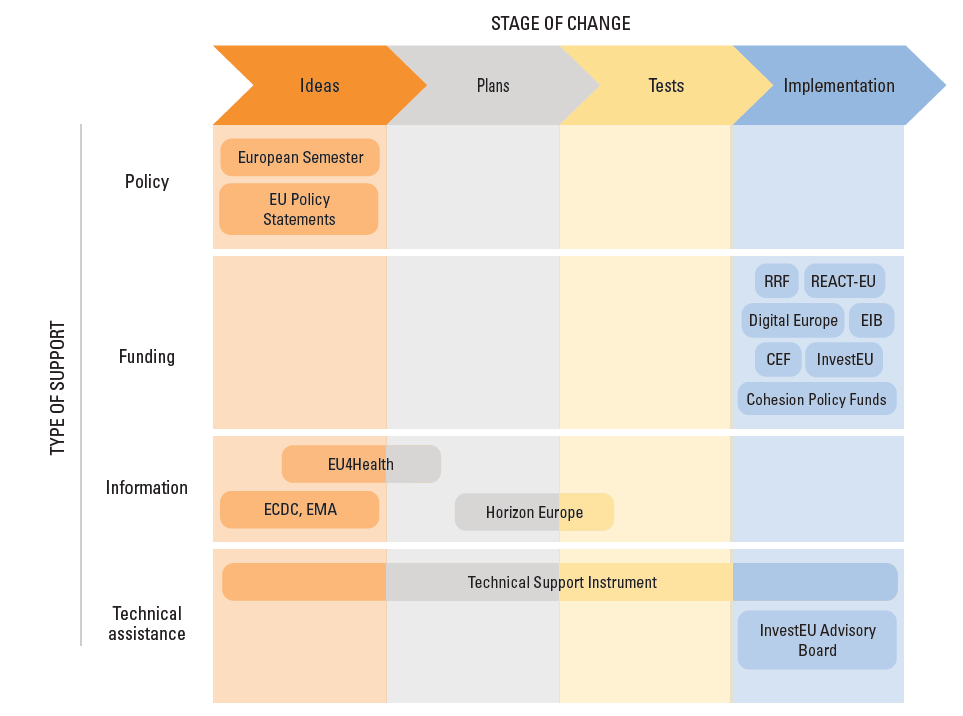 STAGE OF CHANGE
Ideas
Plans
Tests
Implementation
TYPE OF SUPPORT
Policy
European Semester
EU Policy
Statements
Funding
RRF
REACT-EU
Digital Europe
EIB
CEF
InvestEU
Cohesion Policy Funds
Information
EU4Health
ECDC, EMA
Horizon Europe
Technical
assistance
Technical Support Instrument
InvestEU Advisory
Board